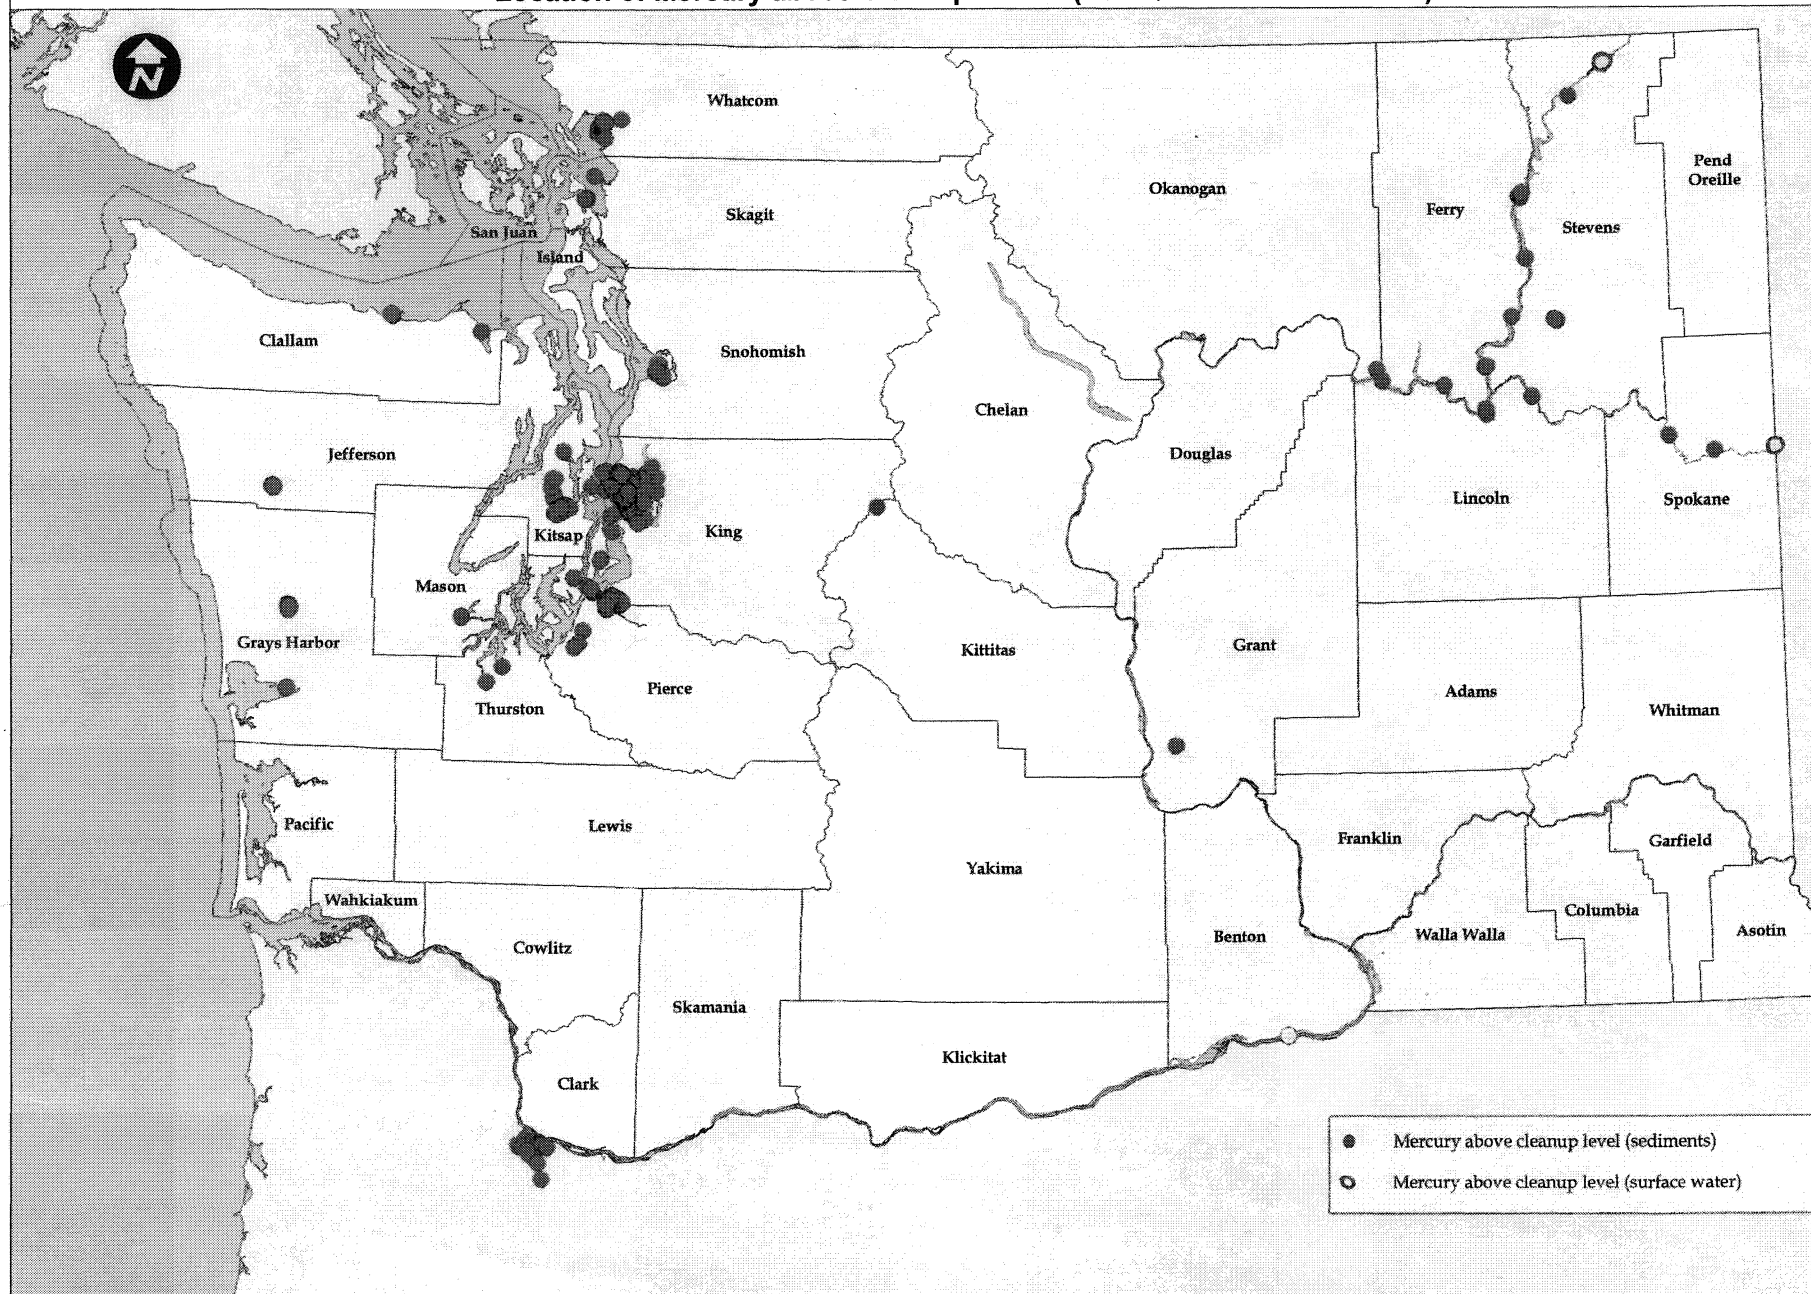 N
Whatcom
Pend
Oreille
Okanogan
Ferry
Skagit
Stevens
San Juan
Island
Clallam
Snohomish
Chelan
Jefferson
Douglas
Lincoln
Spokane
King
Kitsap
Mason
Grays Harbor
Kittitas
Grant
Pierce
Adams
Thurston
Whitman
Pacific
Lewis
Franklin
Garfield
Yakima
Wahkiakum
Columbia
Asotin
Cowlitz
Benton
Walla Walla
Skamania
Klickitat
Clark
Mercury above cleanup level (sediments)
Mercury above cleanup level (surface water)